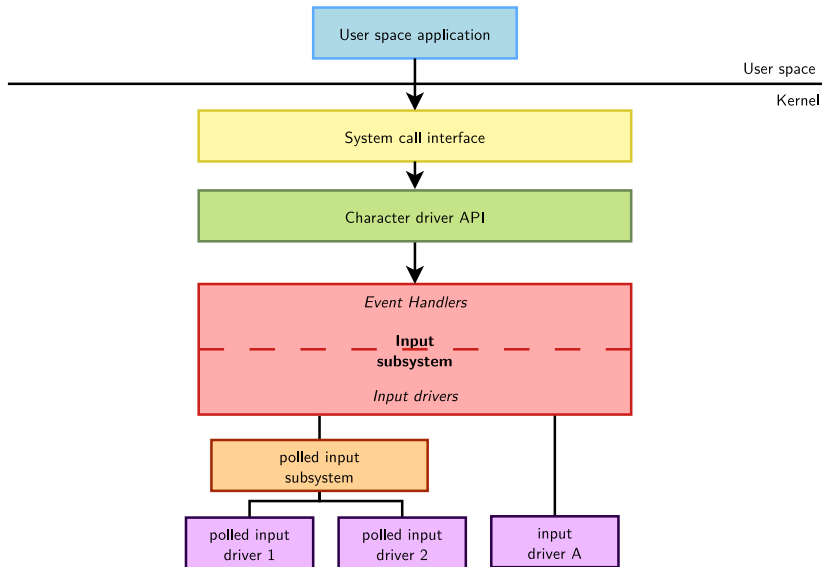 User space application
User space
Kernel
System call interface
Character driver API
Event Handlers
Input
subsystem
Input drivers
polled input
subsystem
polled input
driver 1
polled input
driver 2
input
driver A